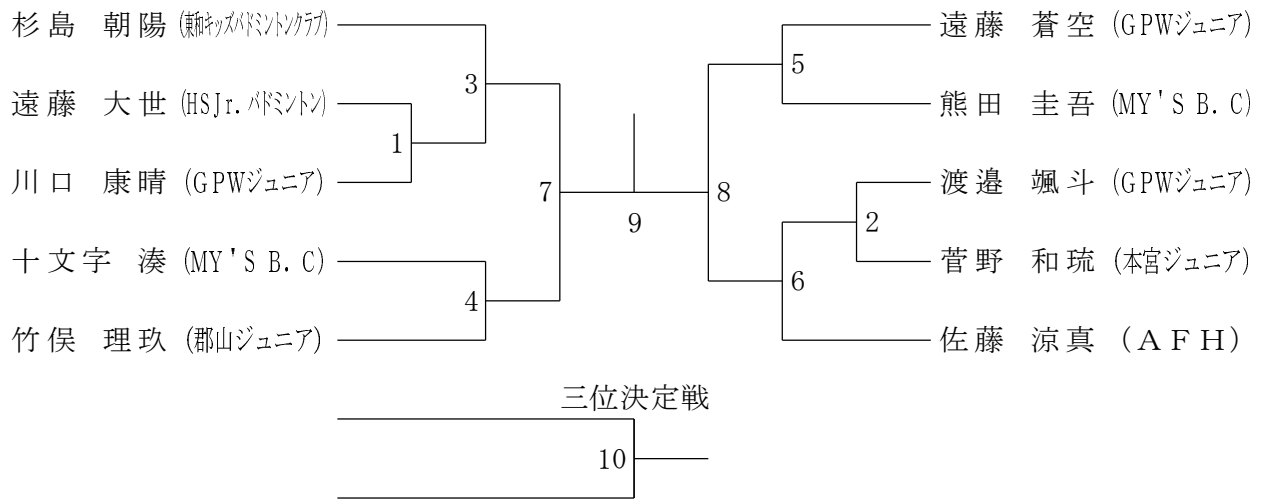 杉島 朝陽 (東和キッズバドミントンクラブ)
3
遠藤 大世 (HSJr. バドミントン)
1
川口 康晴 (GPWジュニア)
7
十文字 湊 (MY'S B. C)
4
竹俣 理玖 (郡山ジュニア)
9
遠藤 蒼空 (GPWジュニア)
5
熊田 圭吾 (MY'S B. C)
8
渡邉 颯斗 (GPWジュニア)
2
菅野 和琉 (本宮ジュニア)
6
佐藤 涼真 (ＡＦＨ)
三位決定戦
10